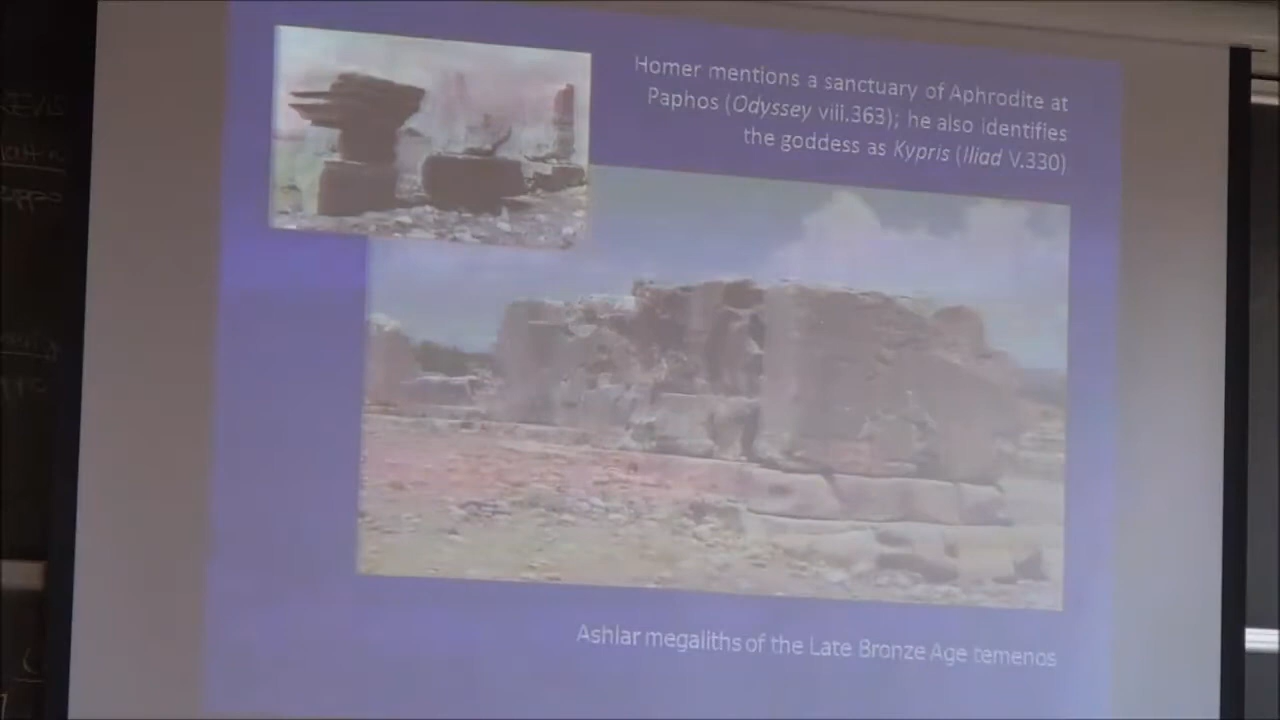 Homer mentions a sanctuary of Aphrodite at
Paphos (Odyssey viii.363); he also identifies
the goddess as Kypris (Iliad V.330)
Ashlar megaliths of the Late Bronze Age temenos